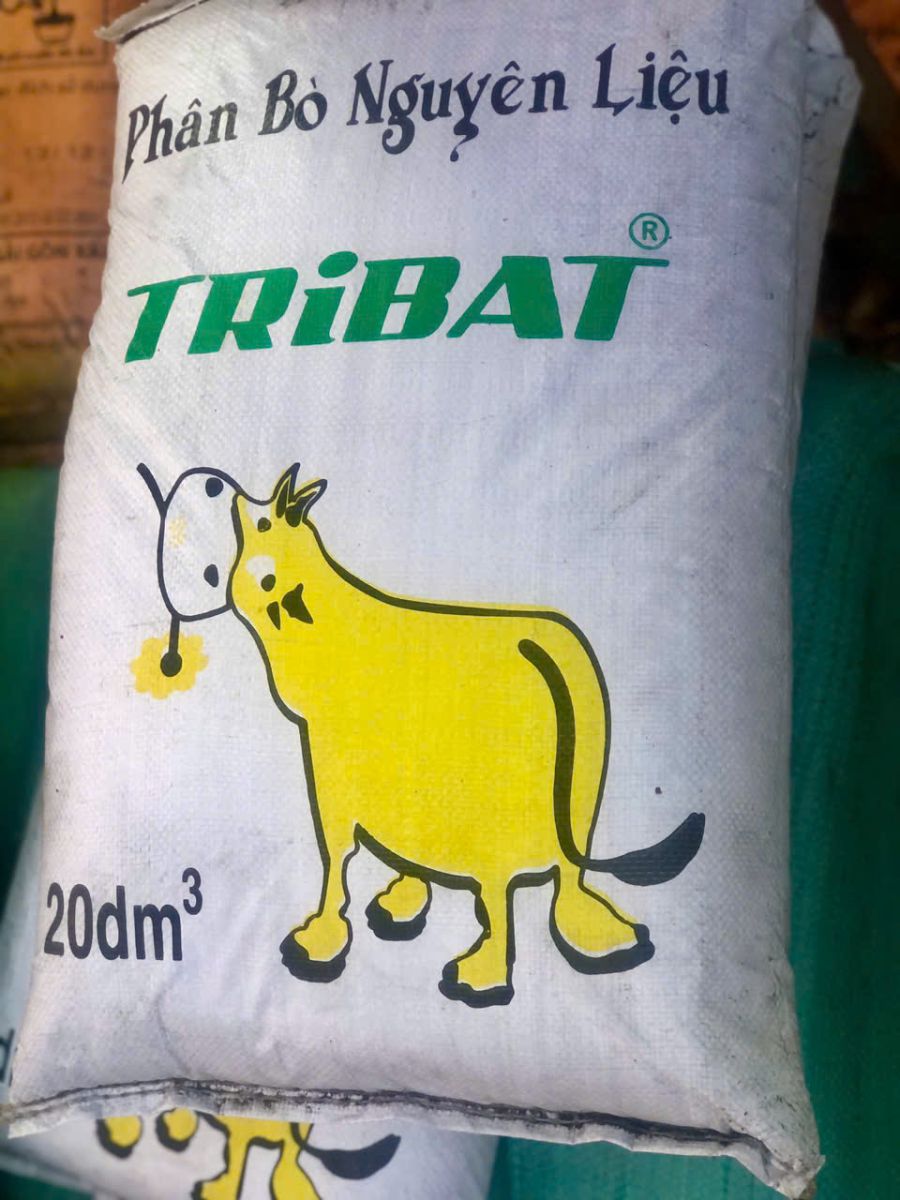 Phân Bò Nguyên Liệu
TRiBAT ®
20dm³